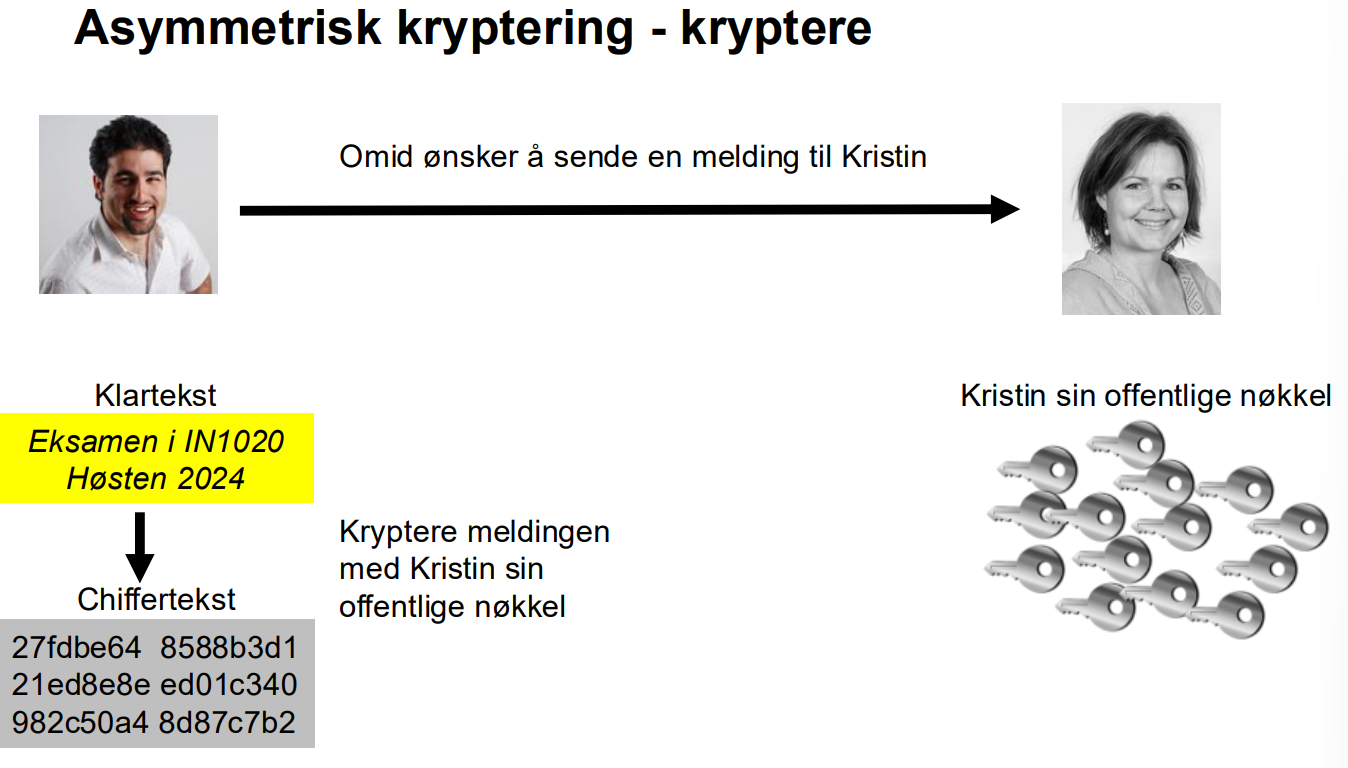 Asymmetrisk kryptering - kryptere
Omid ønsker å sende en melding til Kristin
Klartekst
Eksamen i IN1020
Høsten 2024
Kristin sin offentlige nøkkel
Kryptere meldingen
med Kristin sin
offentlige nøkkel
Chiffertekst
27fdbe64 8588b3d1
21ed8e8e ed01c340
982c50a4 8d87c7b2